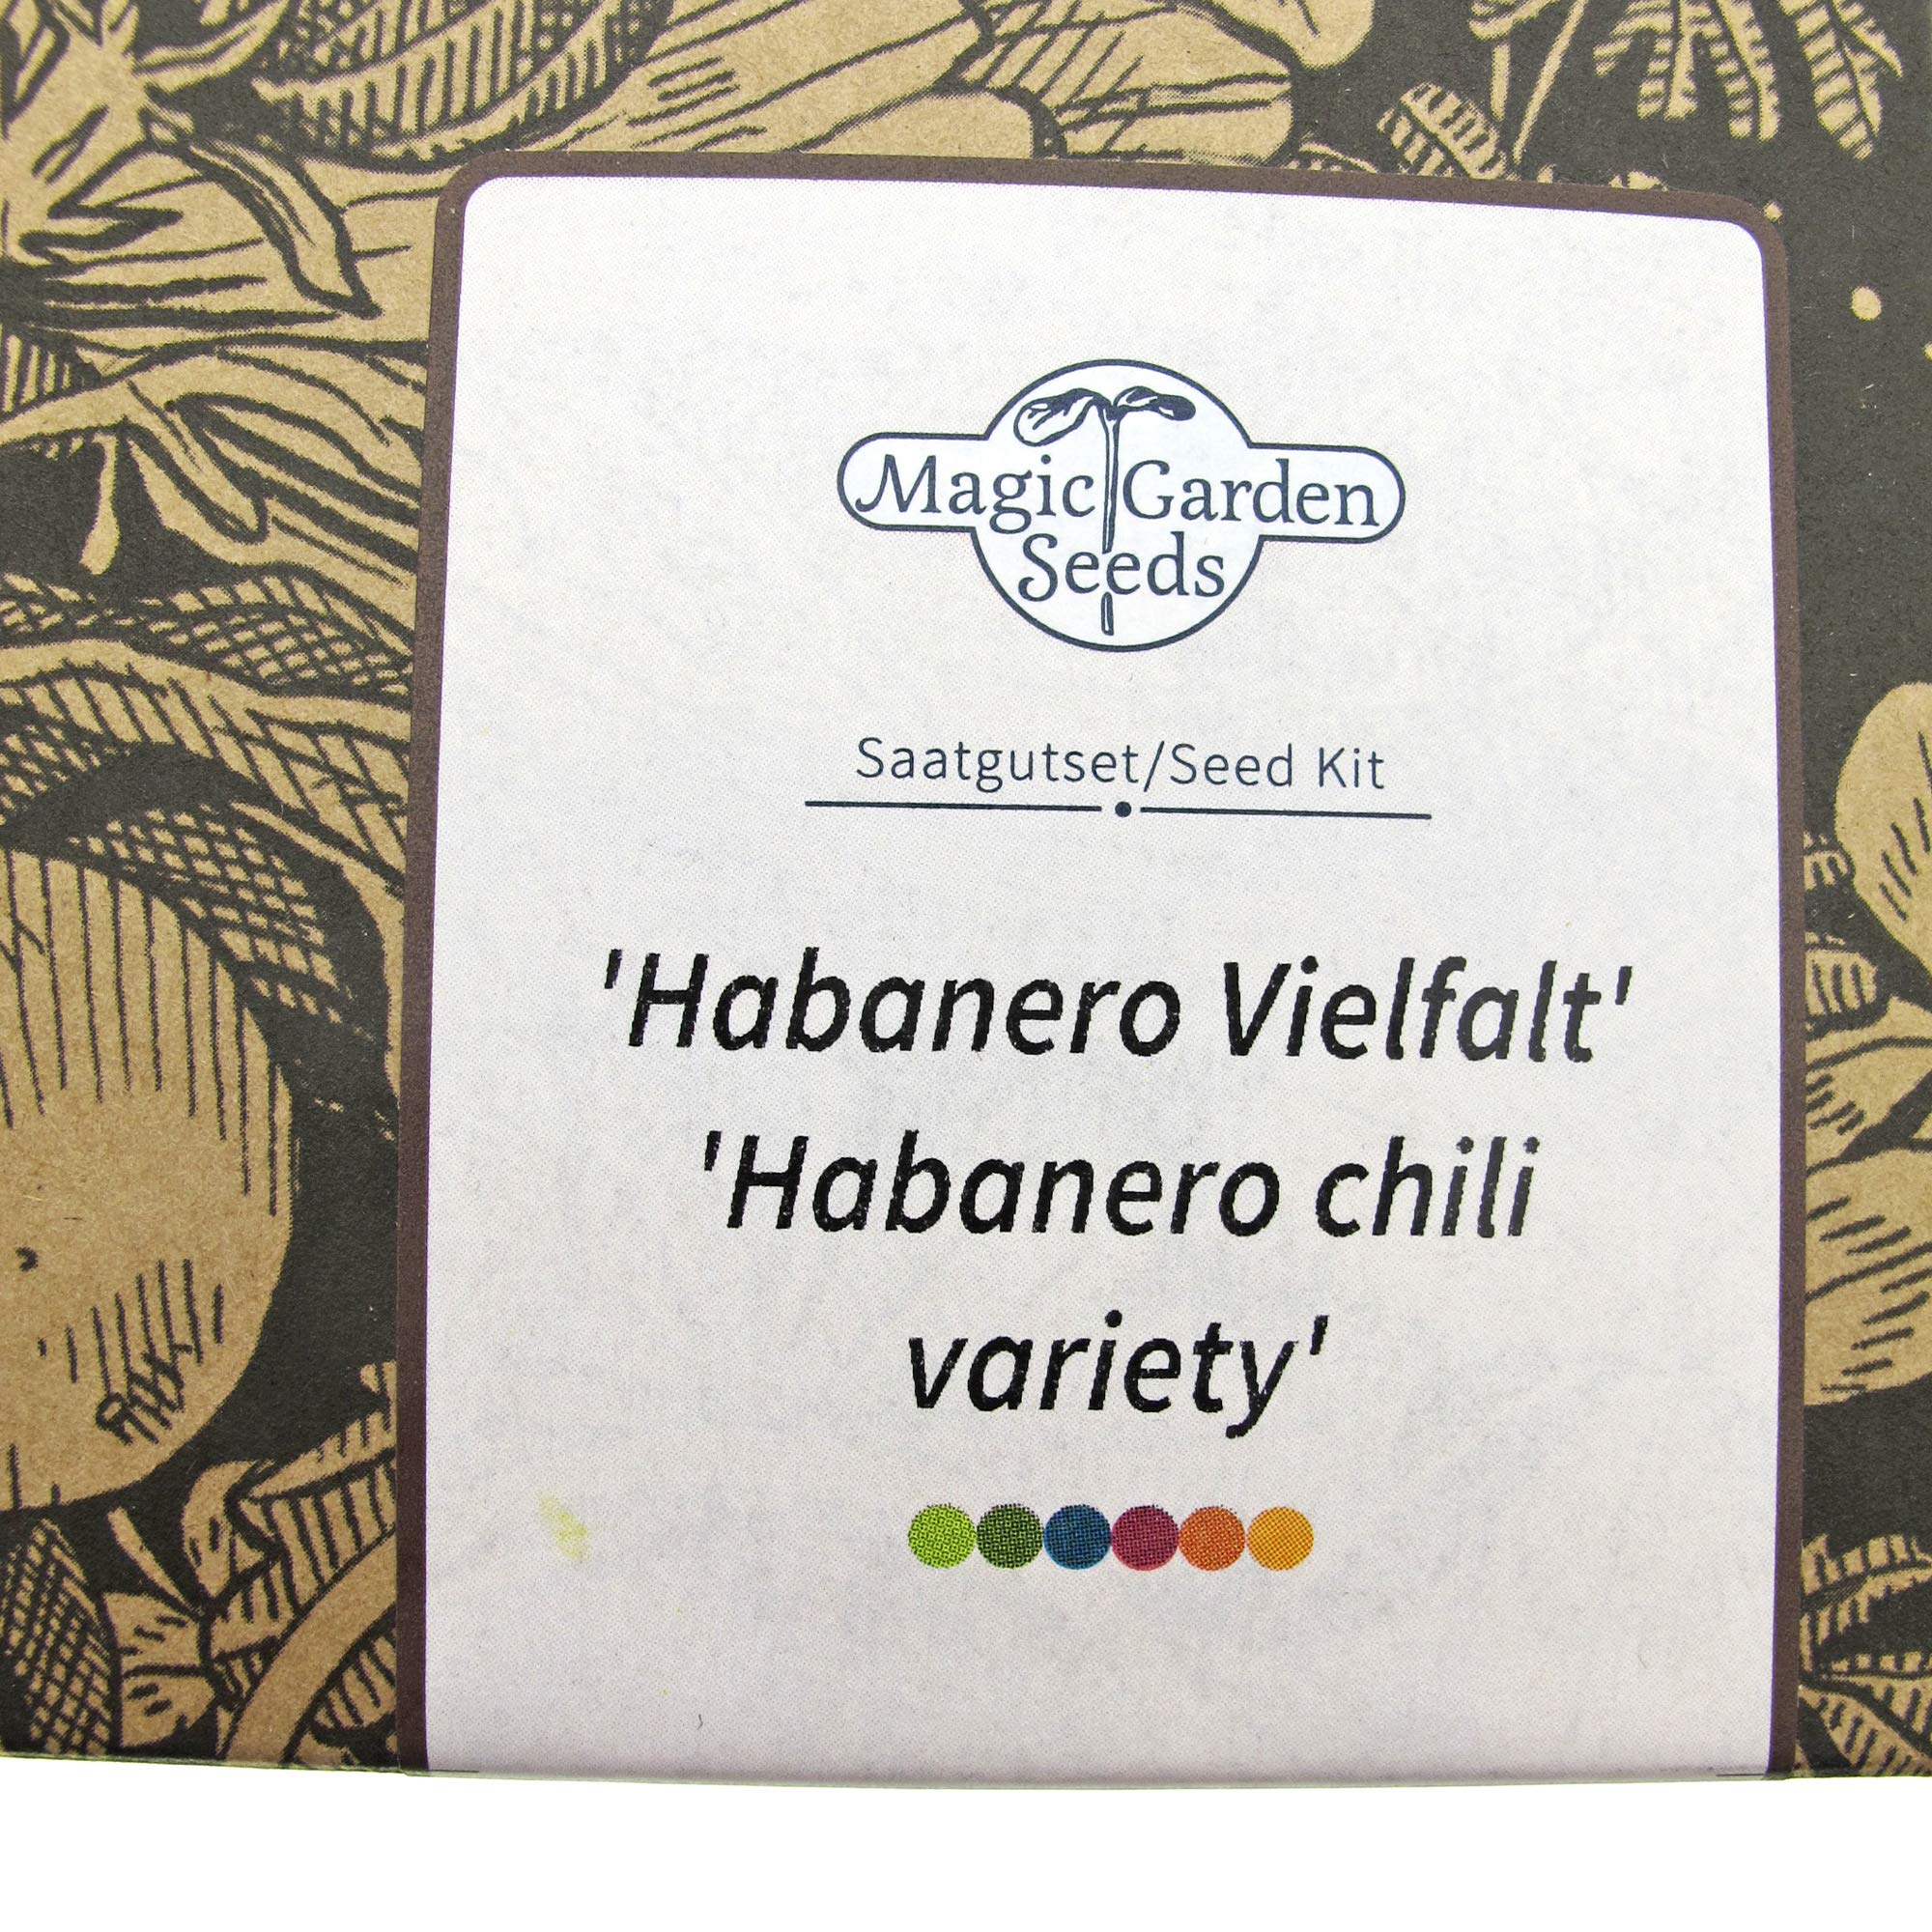 Magic Garden
Seeds
Saatgutset/Seed Kit
'Habanero Vielfalt'
'Habanero chili
variety'